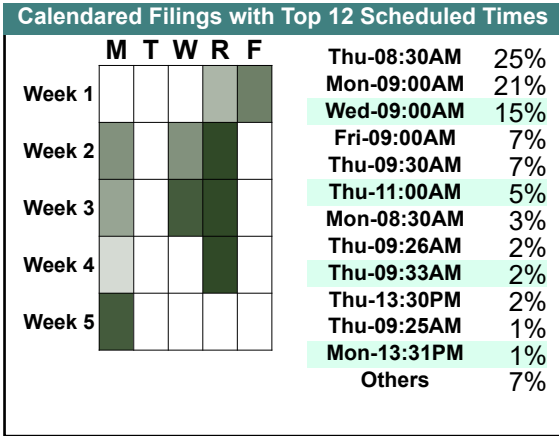 Calendared Filings with Top 12 Scheduled Times
M T W R F
Week 1
Week 2
Week 3
Week 4
Week 5
Thu-08:30AM 25%
Mon-09:00AM 21%
Wed-09:00AM 15%
Fri-09:00AM 7%
Thu-09:30AM 7%
Thu-11:00AM 5%
Mon-08:30AM 3%
Thu-09:26AM 2%
Thu-09:33AM 2%
Thu-13:30PM 2%
Thu-09:25AM 1%
Mon-13:31PM 1%
Others 7%